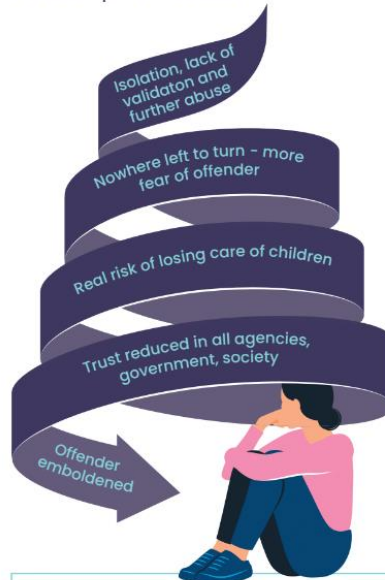 Isolation, lack of
validaton and
further abuse
Nowhere left to turn - more
fear of offender
Real risk of losing care of children
Trust reduced in all agencies,
government, society
Offender
emboldened